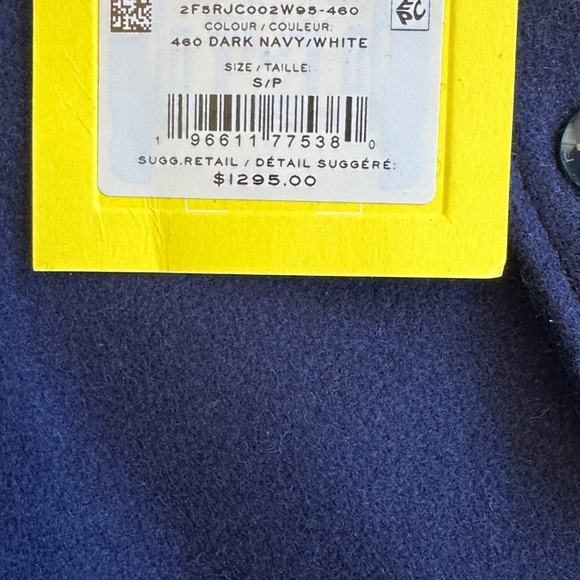 2F5RJC002W95-460
COLOUR / COULEUR:
460 DARK NAVY/WHITE
SIZE / TAILLE:
S/P
1 96611 77538 0
SUGG.RETAIL / DÉTAIL SUGGÉRÉ:
$1295.00